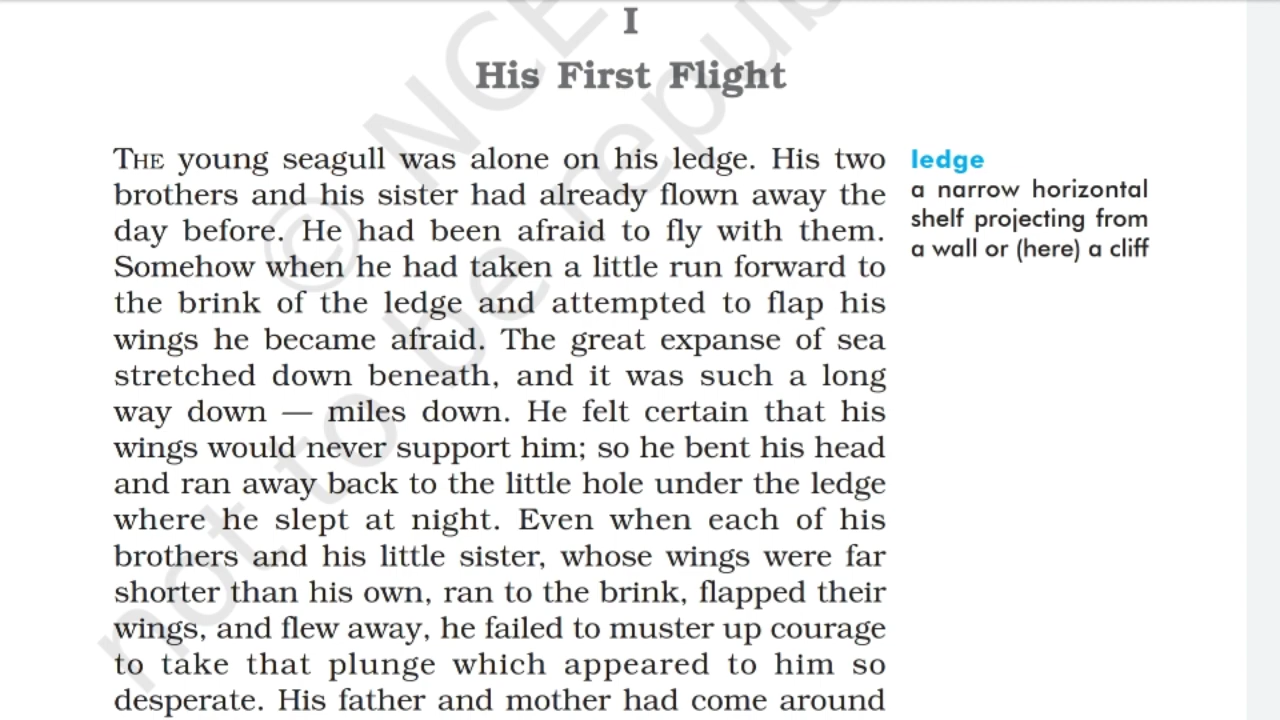 I
His First Flight
THE young seagull was alone on his ledge. His two
brothers and his sister had already flown away the
day before. He had been afraid to fly with them.
Somehow when he had taken a little run forward to
the brink of the ledge and attempted to flap his
wings he became afraid. The great expanse of sea
stretched down beneath, and it was such a long
way down — miles down. He felt certain that his
wings would never support him; so he bent his head
and ran away back to the little hole under the ledge
where he slept at night. Even when each of his
brothers and his little sister, whose wings were far
shorter than his own, ran to the brink, flapped their
wings, and flew away, he failed to muster up courage
to take that plunge which appeared to him so
desperate. His father and mother had come around
ledge
a narrow horizontal
shelf projecting from
a wall or (here) a cliff
© NCE
not to be repub